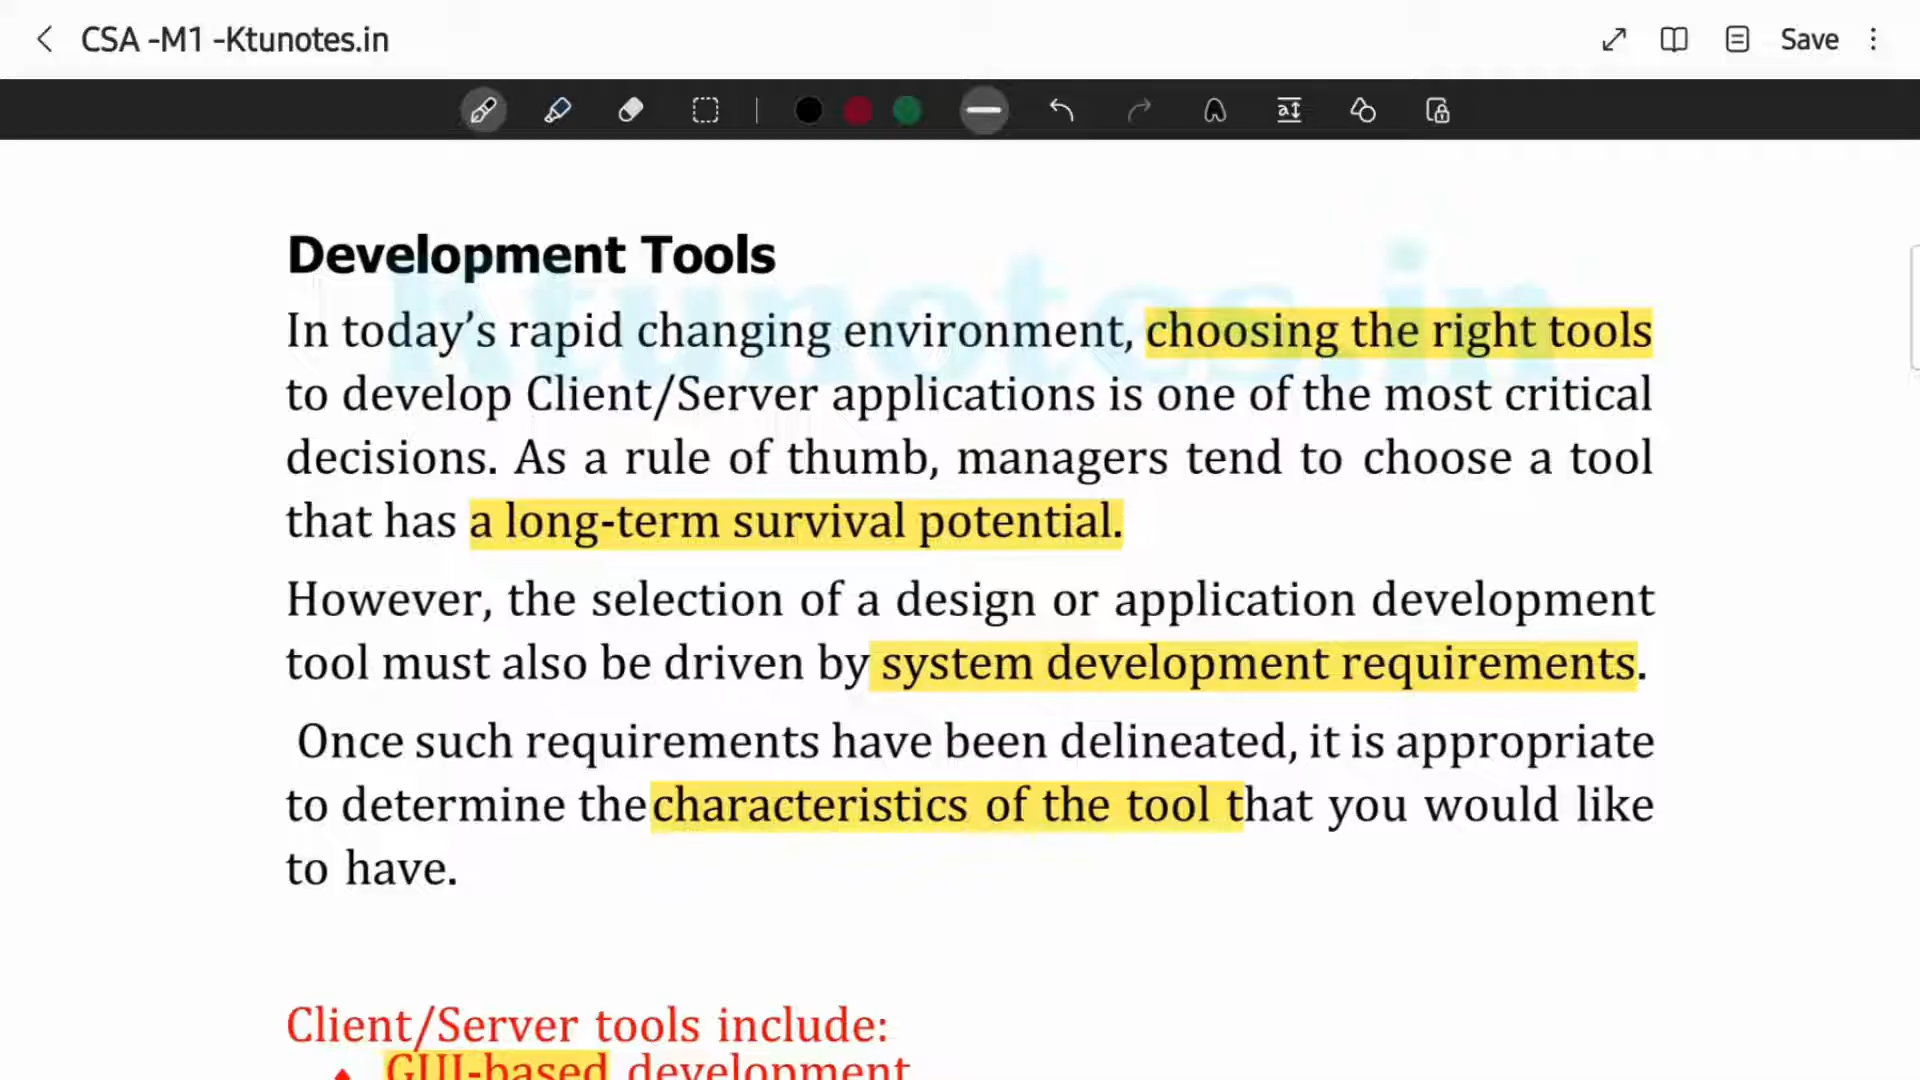 CSA -M1 -Ktunotes.in
Save
Development Tools
Ktunotes.in
In today’s rapid changing environment, choosing the right tools
to develop Client/Server applications is one of the most critical
decisions. As a rule of thumb, managers tend to choose a tool
that has a long-term survival potential.
However, the selection of a design or application development
tool must also be driven by system development requirements.
Once such requirements have been delineated, it is appropriate
to determine the characteristics of the tool that you would like
to have.
Client/Server tools include:
GUI-based development